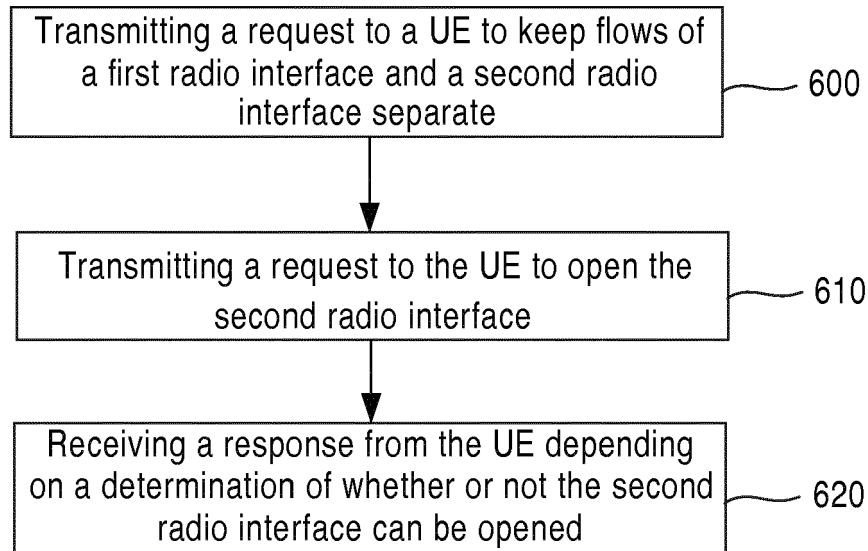 Transmitting a request to a UE to keep flows of
a first radio interface and a second radio
interface separate
600
Transmitting a request to the UE to open the
second radio interface
610
Receiving a response from the UE depending
on a determination of whether or not the second
radio interface can be opened
620